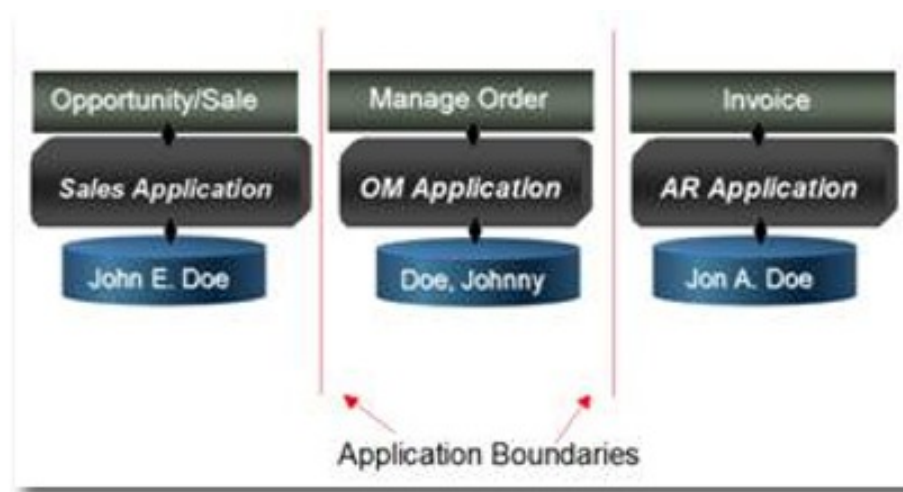 Opportunity/Sale
Manage Order
Invoice
Sales Application
OM Application
AR Application
John E. Doe
Doe, Johnny
Jon A. Doe
Application Boundaries